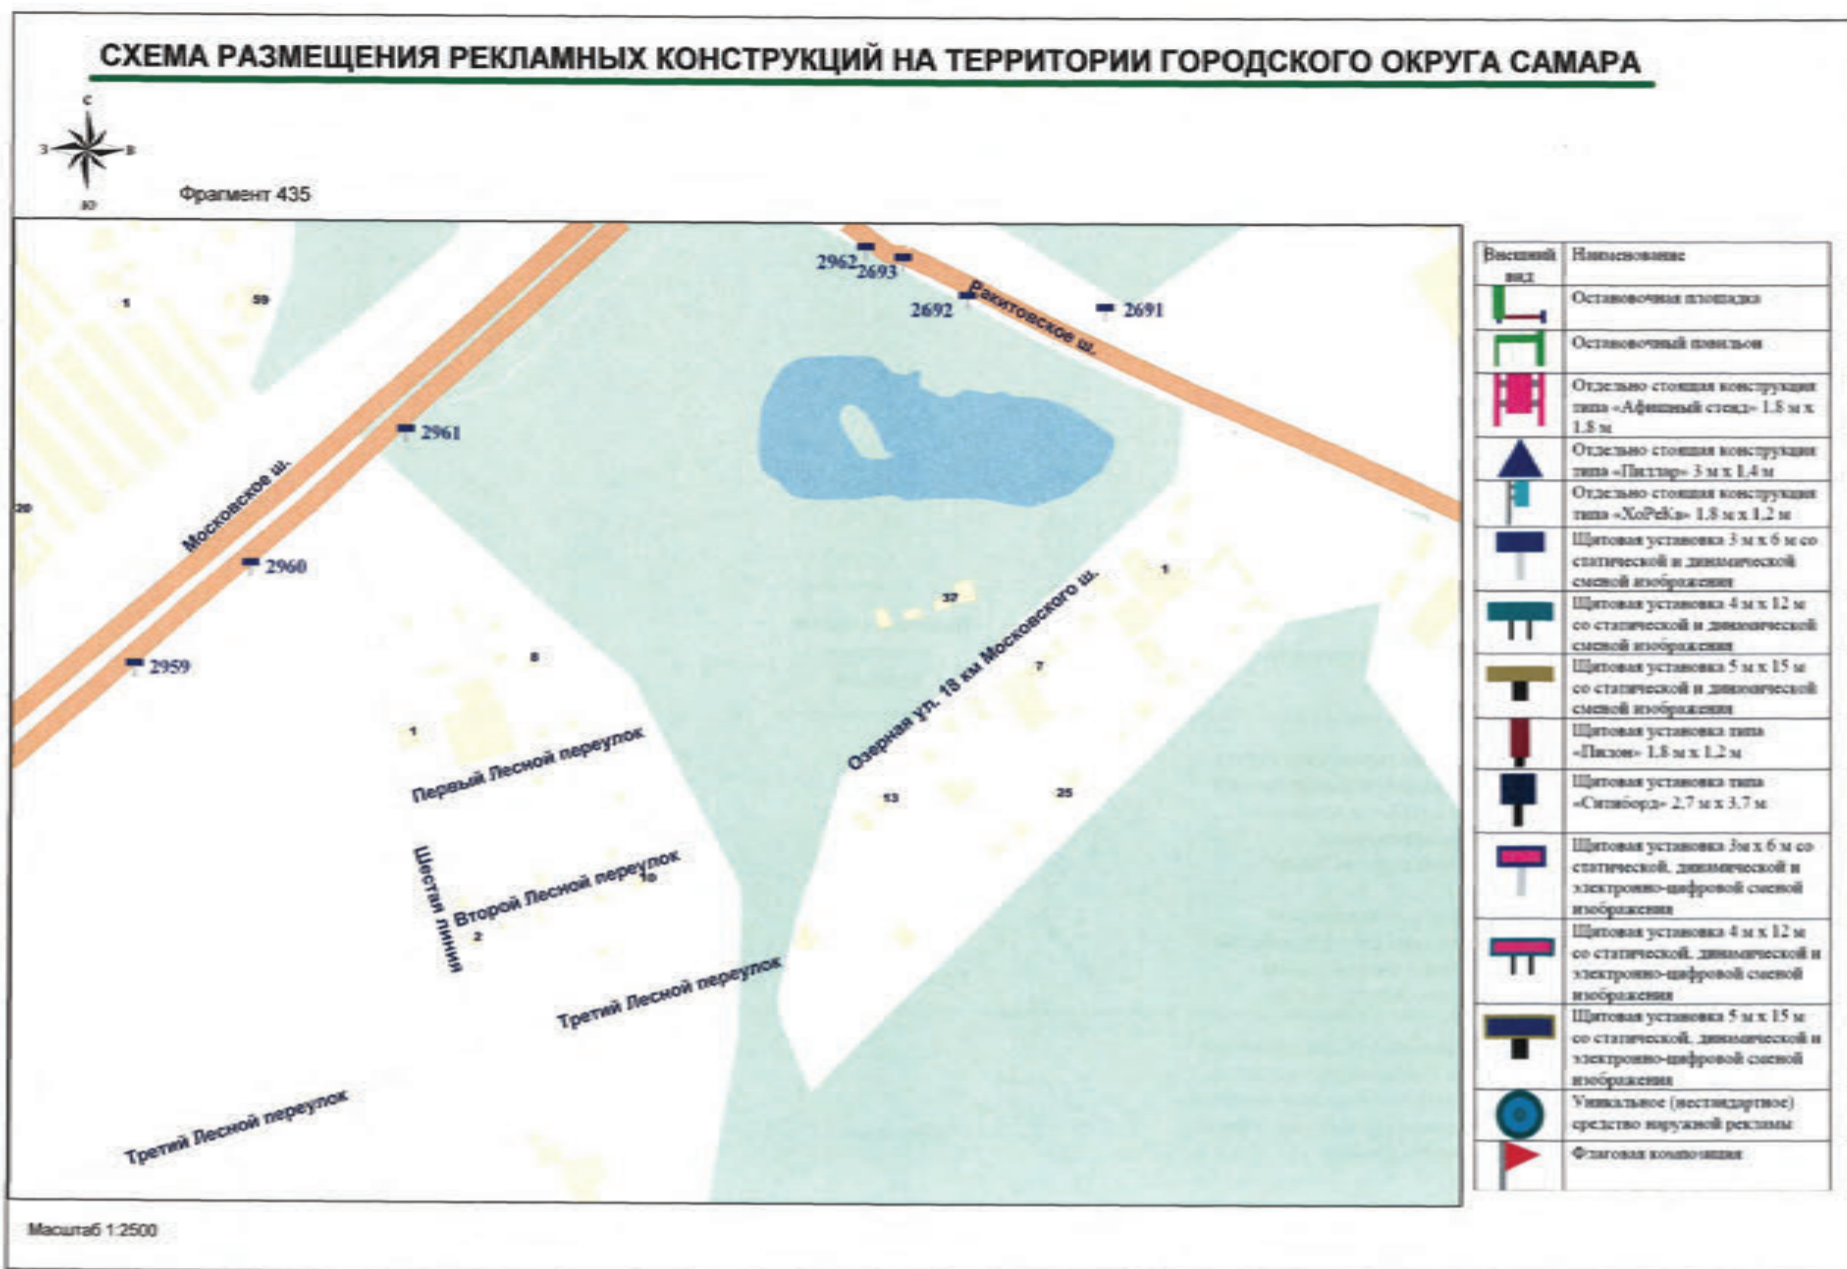 СХЕМА РАЗМЕЩЕНИЯ РЕКЛАМНЫХ КОНСТРУКЦИЙ НА ТЕРРИТОРИИ ГОРОДСКОГО ОКРУГА САМАРА
С
З
В
Ю
Фрагмент 435
2962
2693
2692
2691
Ракитовское ш.
1
59
2961
20
Московское ш.
2960
2959
8
1
32
1
7
Озерная ул. 18 км Московского ш.
13
25
Первый Лесной переулок
Шестая линия
Второй Лесной переулок
10
2
Третий Лесной переулок
Третий Лесной переулок
Масштаб 1:2500
Внешний
вид
Наименование
Остановочная площадка
Остановочный павильон
Отдельно стоящая конструкция
типа «Афишный стенд» 1.8 м х
1.8 м
Отдельно стоящая конструкция
типа «Пиллар» 3 м х 1.4 м
Отдельно стоящая конструкция
типа «ХоРеКа» 1.8 м х 1.2 м
Щитовая установка 3 м х 6 м со
статической и динамической
сменой изображения
Щитовая установка 4 м х 12 м
со статической и динамической
сменой изображения
Щитовая установка 5 м х 15 м
со статической и динамической
сменой изображения
Щитовая установка типа
«Пилон» 1.8 м х 1.2 м
Щитовая установка типа
«Ситиборд» 2.7 м х 3.7 м
Щитовая установка 3м х 6 м со
статической, динамической и
электронно-цифровой сменой
изображения
Щитовая установка 4 м х 12 м
со статической, динамической и
электронно-цифровой сменой
изображения
Щитовая установка 5 м х 15 м
со статической, динамической и
электронно-цифровой сменой
изображения
Уникальное (нестандартное)
средство наружной рекламы
Флаговая композиция